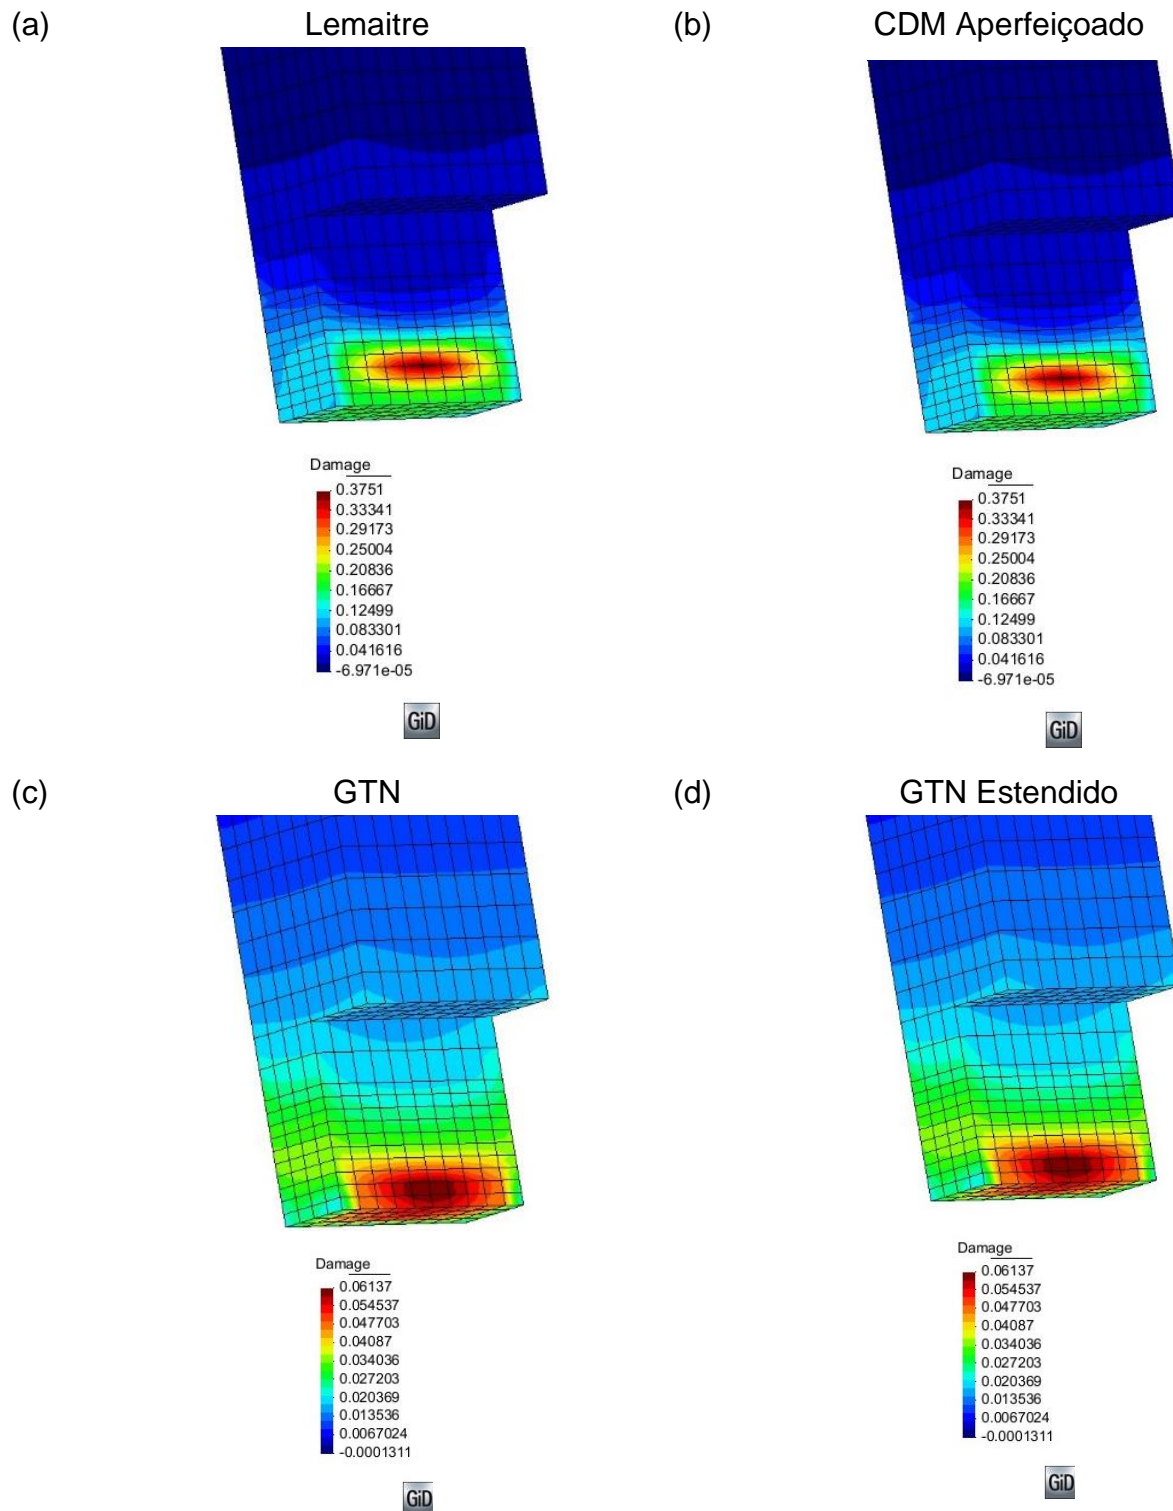 (a) Lemaitre
(b) CDM Aperfeiçoado
Damage
0.3751
0.33341
0.29173
0.25004
0.20836
0.16667
0.12499
0.083301
0.041616
-6.971e-05
GiD
Damage
0.3751
0.33341
0.29173
0.25004
0.20836
0.16667
0.12499
0.083301
0.041616
-6.971e-05
GiD
(c) GTN
(d) GTN Estendido
Damage
0.06137
0.054537
0.047703
0.04087
0.034036
0.027203
0.020369
0.013536
0.0067024
-0.0001311
GiD
Damage
0.06137
0.054537
0.047703
0.04087
0.034036
0.027203
0.020369
0.013536
0.0067024
-0.0001311
GiD